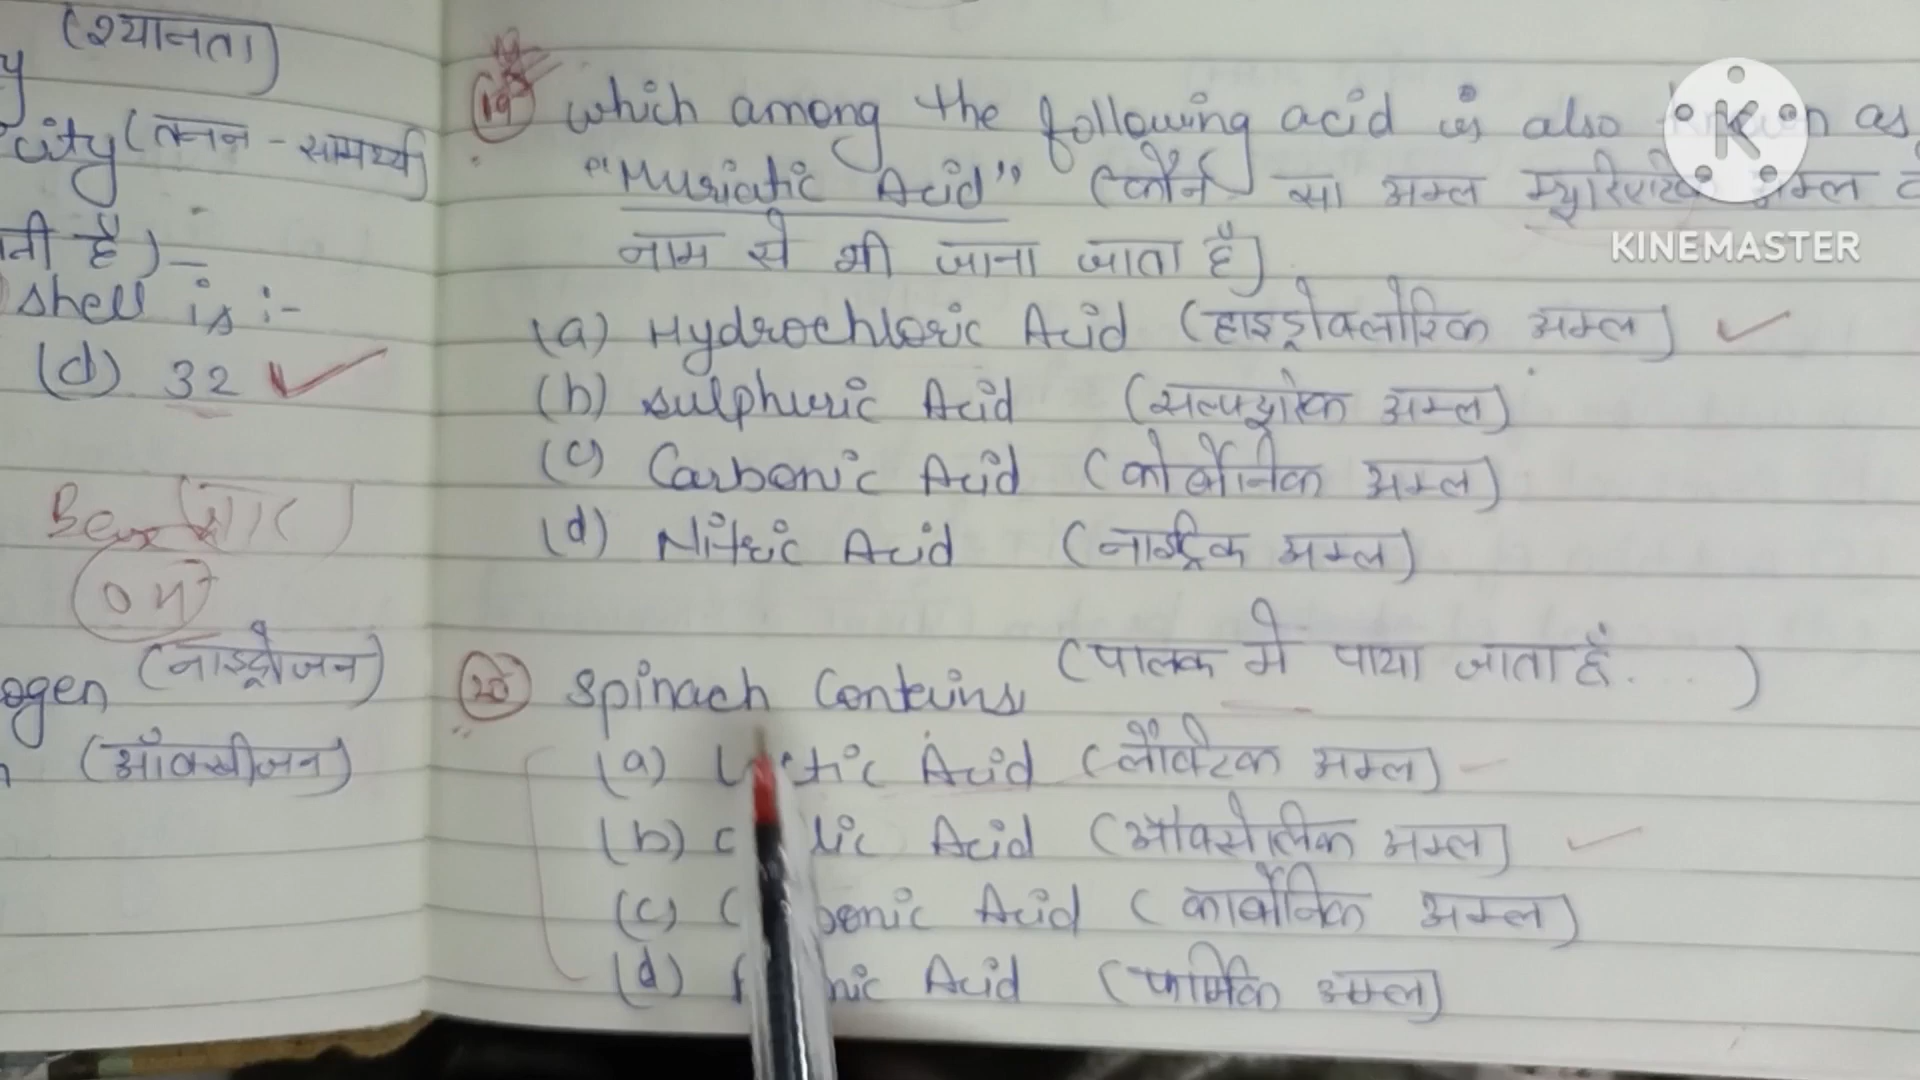 (श्यानता)
y
city (तनन - सामर्थ्य)
नी है) -
shell is :-
(d) 32 ✓
ogen (नाइट्रोजन)
(ऑक्सीजन)
19 which among the following acid is also as
"Muriatic Acid" (कौन सा अम्ल म्यूरिएटिक अम्ल
नाम से भी जाना जाता है)
(a) Hydrochloric Acid (हाइड्रोक्लोरिक अम्ल) ✓
(b) Sulphuric Acid (सल्फ्यूरिक अम्ल)
(c) Carbonic Acid (कार्बोनिक अम्ल)
(d) Nitric Acid (नाइट्रिक अम्ल)
20 Spinach Contains (पालक में पाया जाता है....)
(a) Acid (लैक्टिक अम्ल)
(b) Acid (ऑक्सेलिक अम्ल) ✓
(c) Acid (कार्बोनिक अम्ल)
(d) Acid (फॉर्मिक अम्ल)
K
KINEMASTER